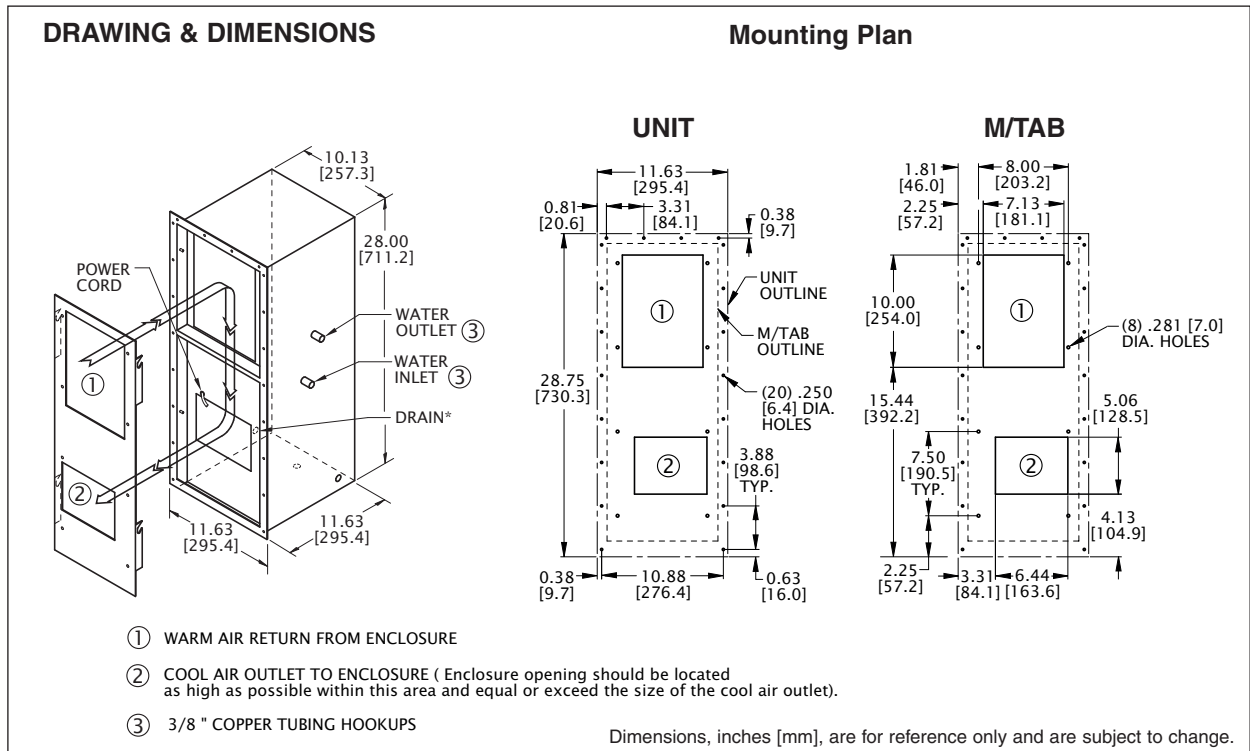 DRAWING & DIMENSIONS
Mounting Plan
UNIT
M/TAB
10.13
[257.3]
28.00
[711.2]
POWER
CORD
WATER
OUTLET ③
WATER
INLET ③
DRAIN*
①
②
11.63
[295.4]
11.63
[295.4]
11.63
[295.4]
0.81
[20.6]
3.31
[84.1]
0.38
[9.7]
UNIT
OUTLINE
①
M/TAB
OUTLINE
28.75
[730.3]
(20) .250
[6.4] DIA.
HOLES
②
3.88
[98.6]
TYP.
0.38
[9.7]
10.88
[276.4]
0.63
[16.0]
1.81
[46.0]
8.00
[203.2]
2.25
[57.2]
7.13
[181.1]
10.00
[254.0]
①
(8) .281 [7.0]
DIA. HOLES
15.44
[392.2]
5.06
[128.5]
7.50
[190.5]
TYP.
②
4.13
[104.9]
2.25
[57.2]
3.31
[84.1]
6.44
[163.6]
① WARM AIR RETURN FROM ENCLOSURE
② COOL AIR OUTLET TO ENCLOSURE ( Enclosure opening should be located
as high as possible within this area and equal or exceed the size of the cool air outlet).
③ 3/8 " COPPER TUBING HOOKUPS
Dimensions, inches [mm], are for reference only and are subject to change.